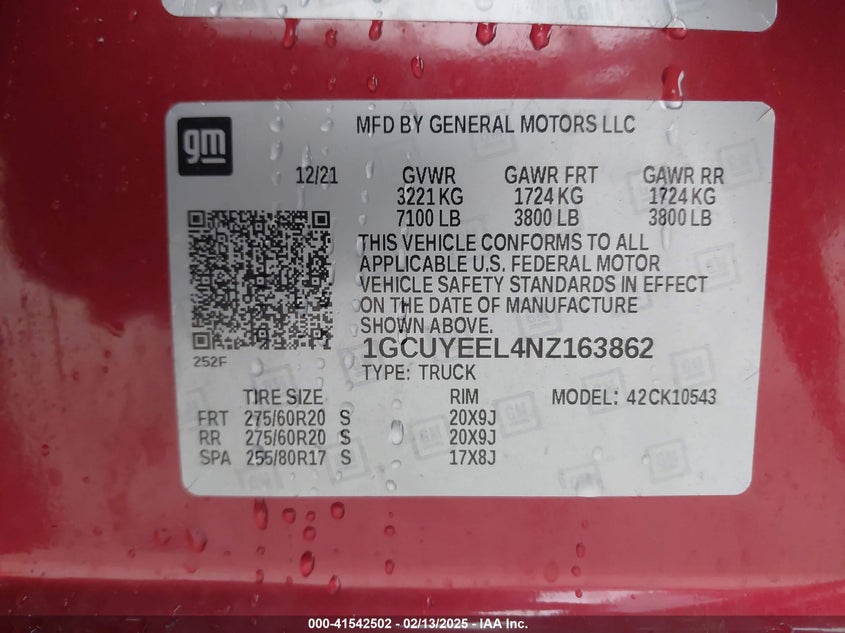 gm
MFD BY GENERAL MOTORS LLC
12/21 GVWR GAWR FRT GAWR RR
3221 KG 1724 KG 1724 KG
7100 LB 3800 LB 3800 LB
THIS VEHICLE CONFORMS TO ALL
APPLICABLE U.S. FEDERAL MOTOR
VEHICLE SAFETY STANDARDS IN EFFECT
ON THE DATE OF MANUFACTURE
SHOWN ABOVE.
1GCUYEEL4NZ163862
252F
TYPE: TRUCK
TIRE SIZE RIM MODEL: 42CK10543
FRT 275/60R20 S 20X9J
RR 275/60R20 S 20X9J
SPA 255/80R17 S 17X8J
000-41542502 — 02/13/2025 — IAA Inc.